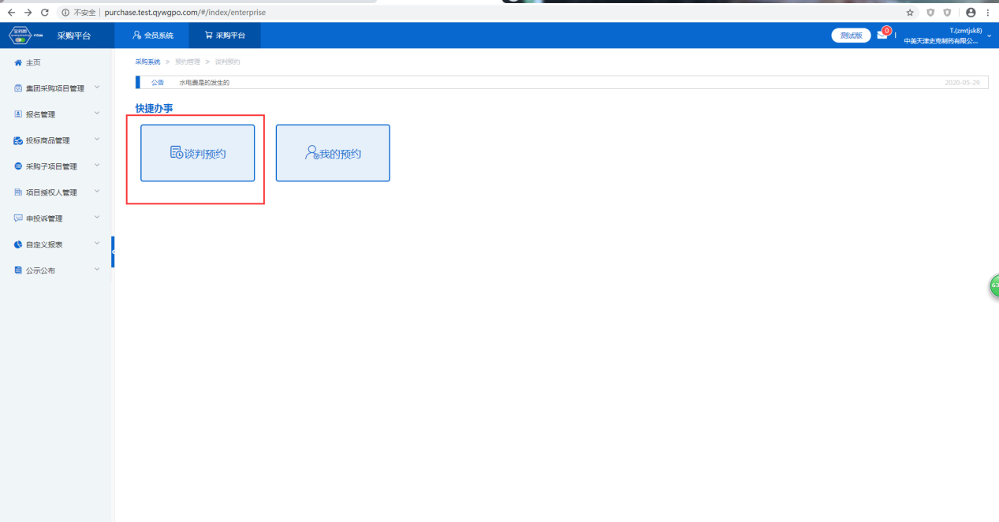 不安全 | purchase.test.qywgpo.com/#/index/enterprise
采购平台
会员系统
采购平台
测试版
0
T.(zmtjsk8)
中美天津史克制药有限公...
主页
集团采购项目管理
报名管理
投标商品管理
采购子项目管理
项目授权人管理
申投诉管理
自定义报表
公示公布
采购系统 > 预约管理 > 谈判预约
公告 水电费是的发生的 2020-05-29
快捷办事
谈判预约
我的预约